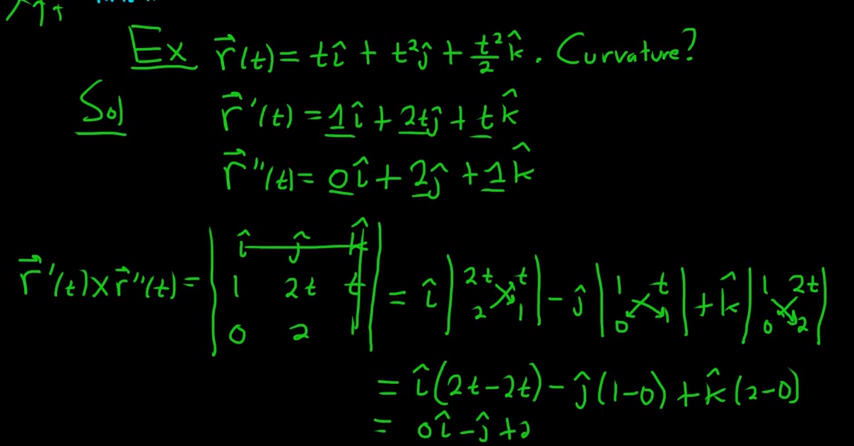 Ex r⃗(t) = tî + t²ĵ + t²/2 k̂. Curvature?
Sol r⃗'(t) = 1î + 2tĵ + tk̂
r⃗''(t) = 0î + 2ĵ + 1k̂
r⃗'(t) x r⃗''(t) = | î ĵ k̂ ; 1 2t t ; 0 2 1 | = î | 2t t ; 2 1 | - ĵ | 1 t ; 0 1 | + k̂ | 1 2t ; 0 2 |
= î(2t-2t) - ĵ(1-0) + k̂(2-0)
= 0î - ĵ + 2